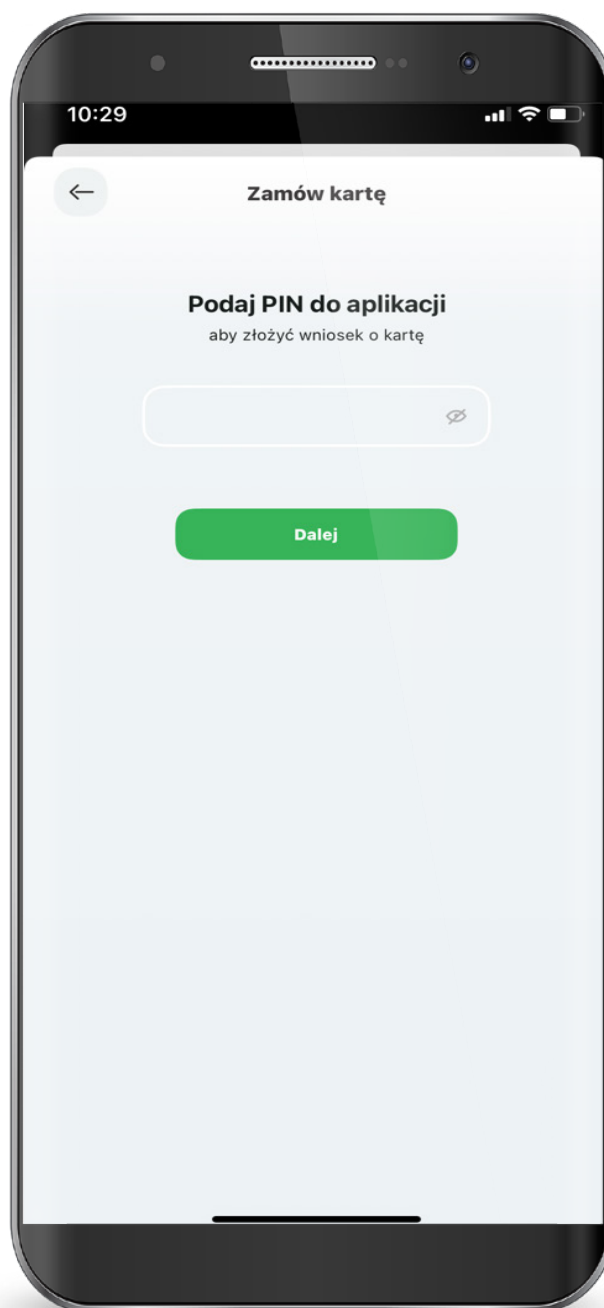 10:29
Zamów kartę
Podaj PIN do aplikacji
aby złożyć wniosek o kartę
Dalej